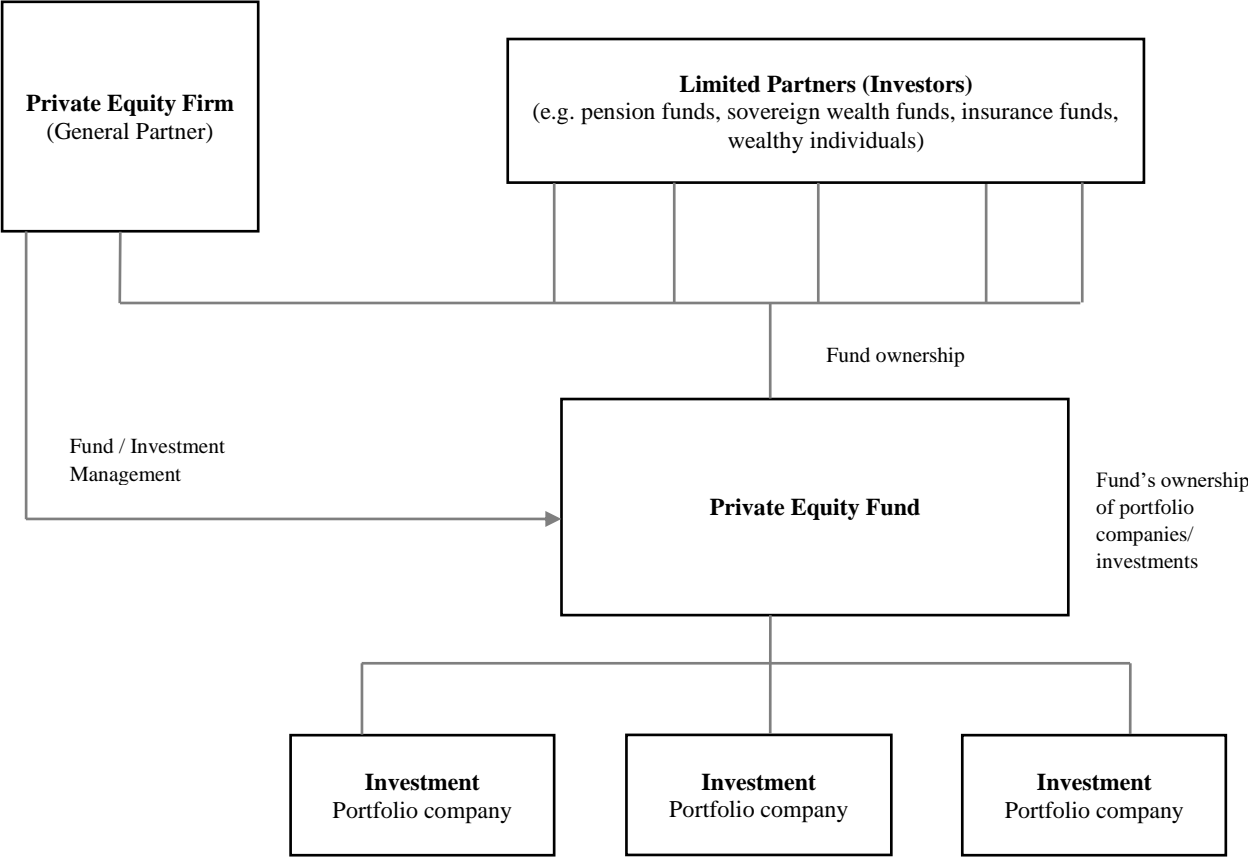 Private Equity Firm
(General Partner)
Limited Partners (Investors)
(e.g. pension funds, sovereign wealth funds, insurance funds,
wealthy individuals)
Fund ownership
Fund / Investment
Management
Private Equity Fund
Fund’s ownership
of portfolio
companies/
investments
Investment
Portfolio company
Investment
Portfolio company
Investment
Portfolio company